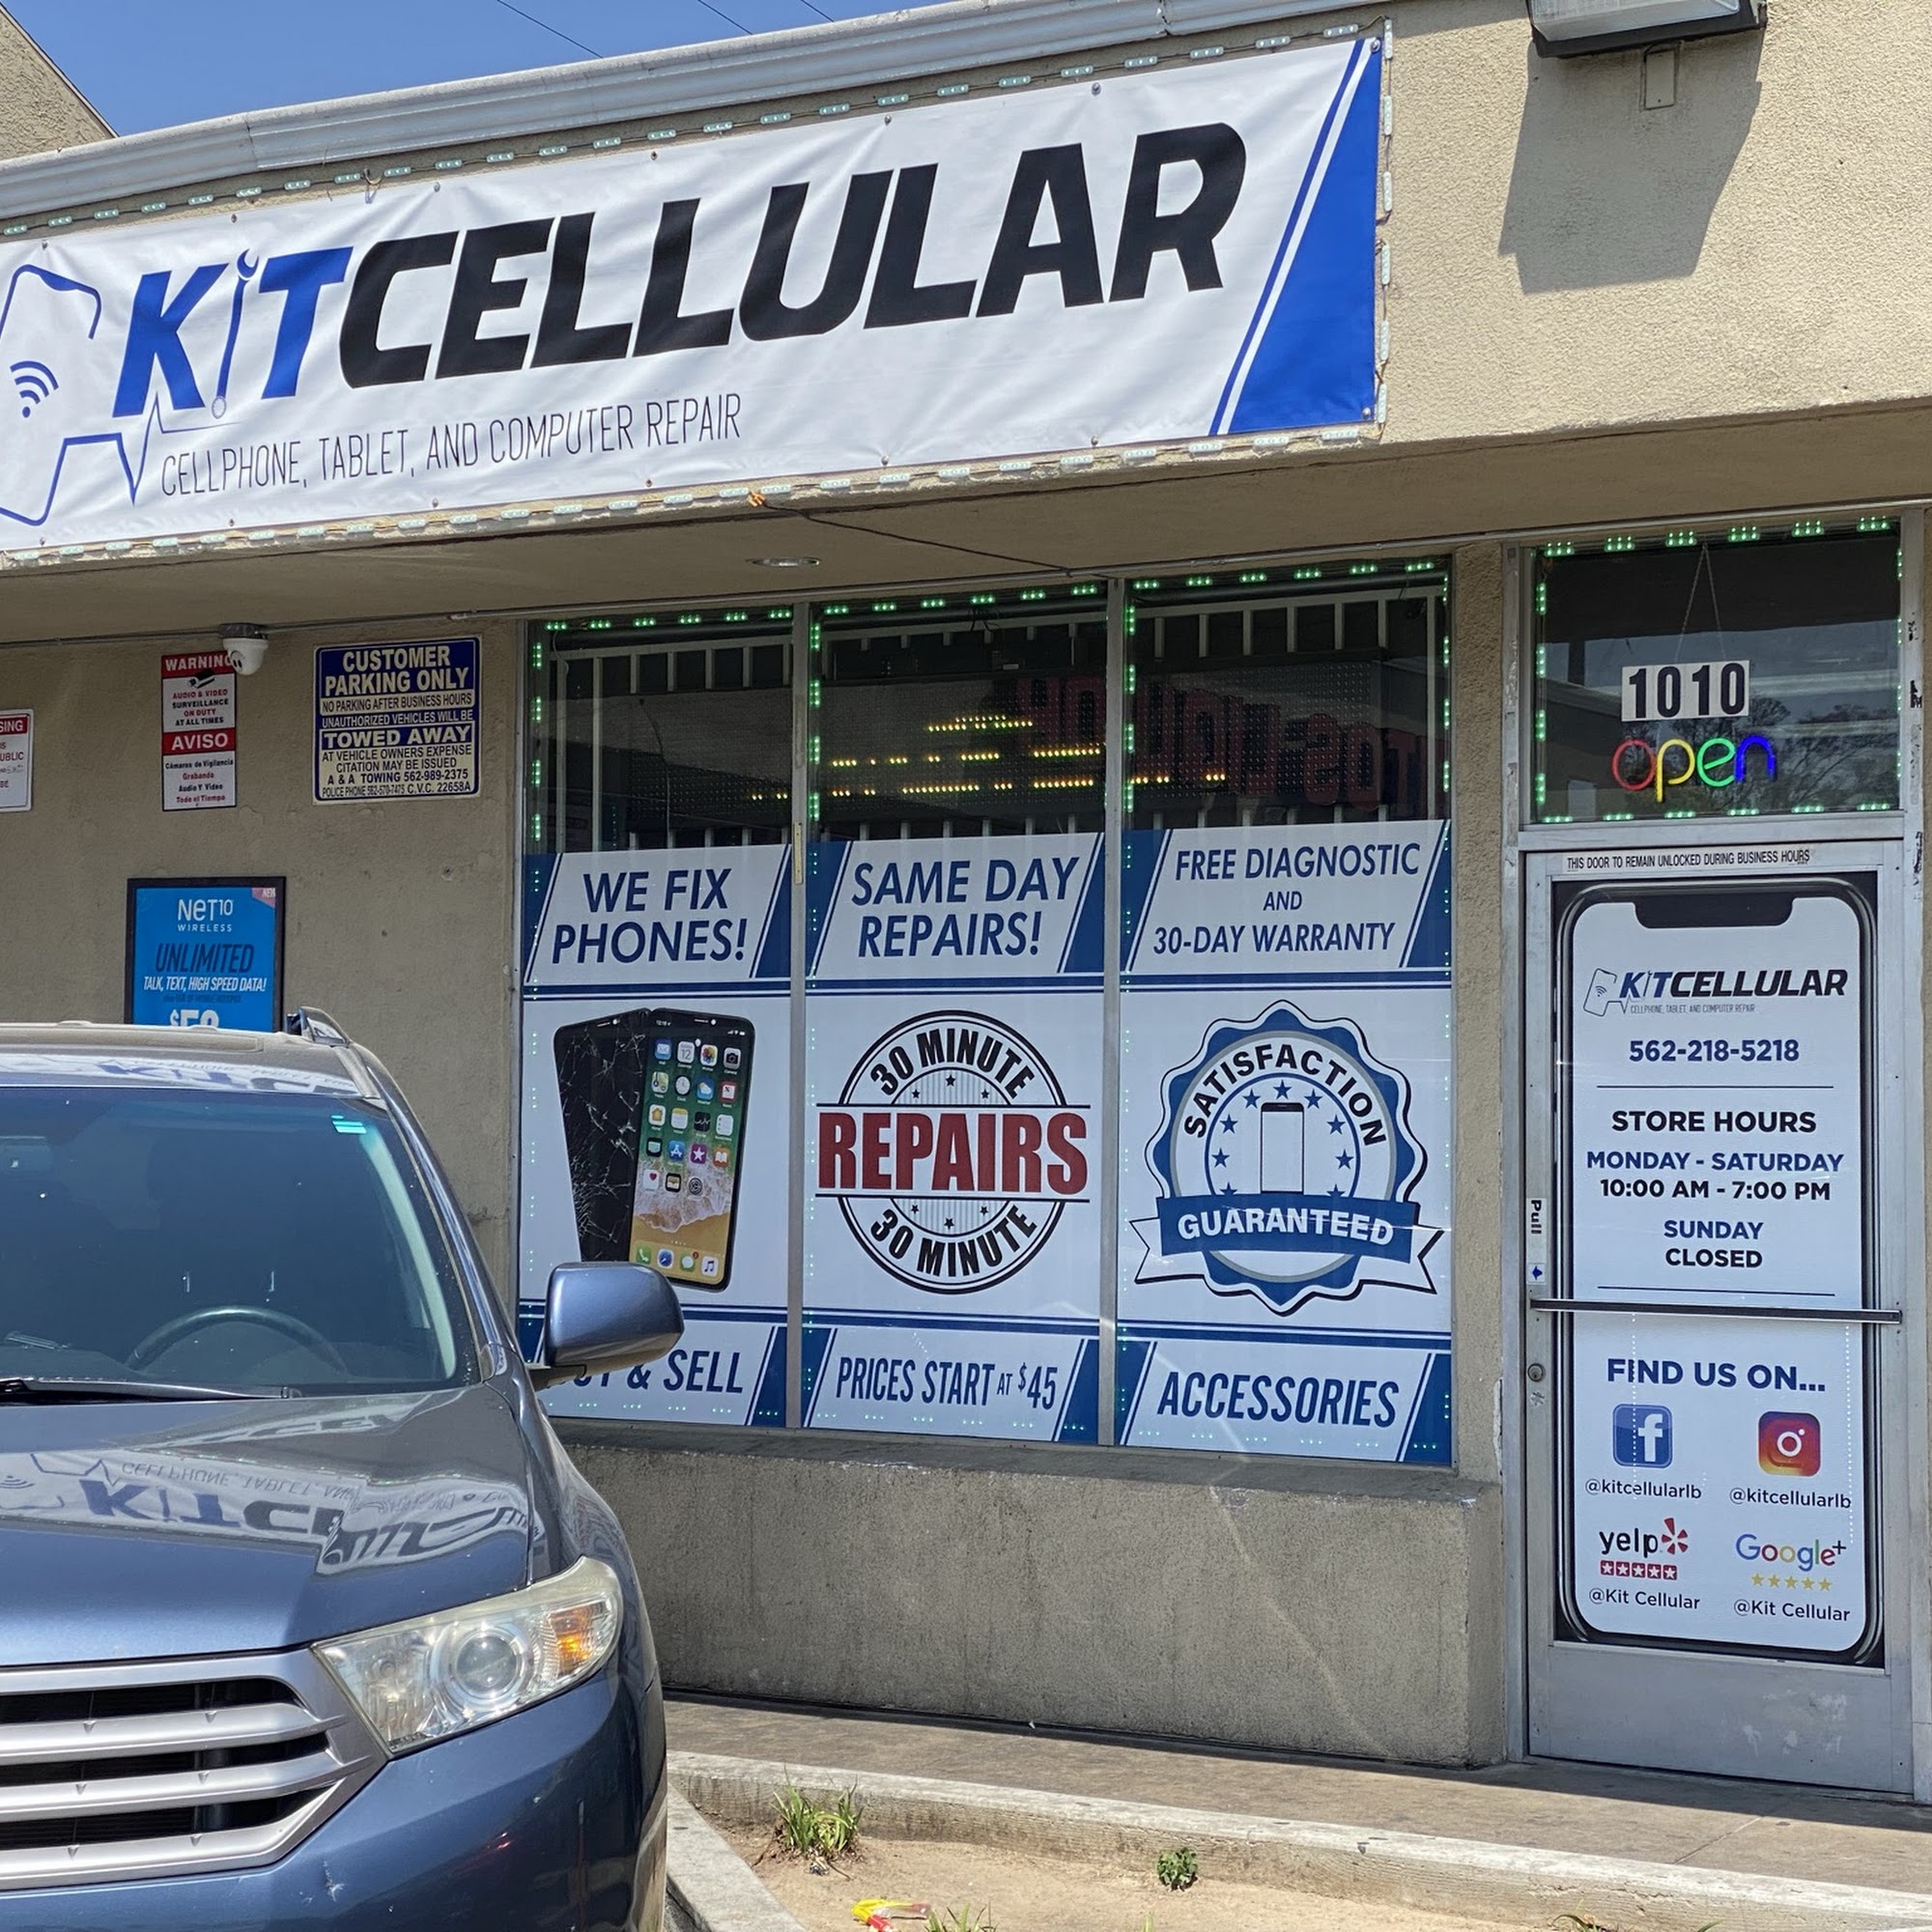 KITCELLULAR
CELLPHONE, TABLET, AND COMPUTER REPAIR
WARNING
AUDIO & VIDEO
SURVEILLANCE
ON DUTY
AT ALL TIMES
AVISO
Cámaras de Vigilancia
Grabando
Audio Y Video
Todo el Tiempo
CUSTOMER
PARKING ONLY
NO PARKING AFTER BUSINESS HOURS
UNAUTHORIZED VEHICLES WILL BE
TOWED AWAY
AT VEHICLE OWNERS EXPENSE
CITATION MAY BE ISSUED
A & A TOWING 562-989-2375
POLICE PHONE 562-570-7475 C.V.C. 22658A
NET10
WIRELESS
UNLIMITED
TALK, TEXT, HIGH SPEED DATA!
WE FIX
PHONES!
& SELL
SAME DAY
REPAIRS!
30 MINUTE
REPAIRS
30 MINUTE
PRICES START AT $45
FREE DIAGNOSTIC
AND
30-DAY WARRANTY
SATISFACTION
GUARANTEED
ACCESSORIES
1010
open
THIS DOOR TO REMAIN UNLOCKED DURING BUSINESS HOURS
KITCELLULAR
CELLPHONE, TABLET, AND COMPUTER REPAIR
562-218-5218
STORE HOURS
MONDAY - SATURDAY
10:00 AM - 7:00 PM
SUNDAY
CLOSED
Pull
FIND US ON...
@kitcellularlb
@kitcellularlb
yelp
@Kit Cellular
Google+
@Kit Cellular